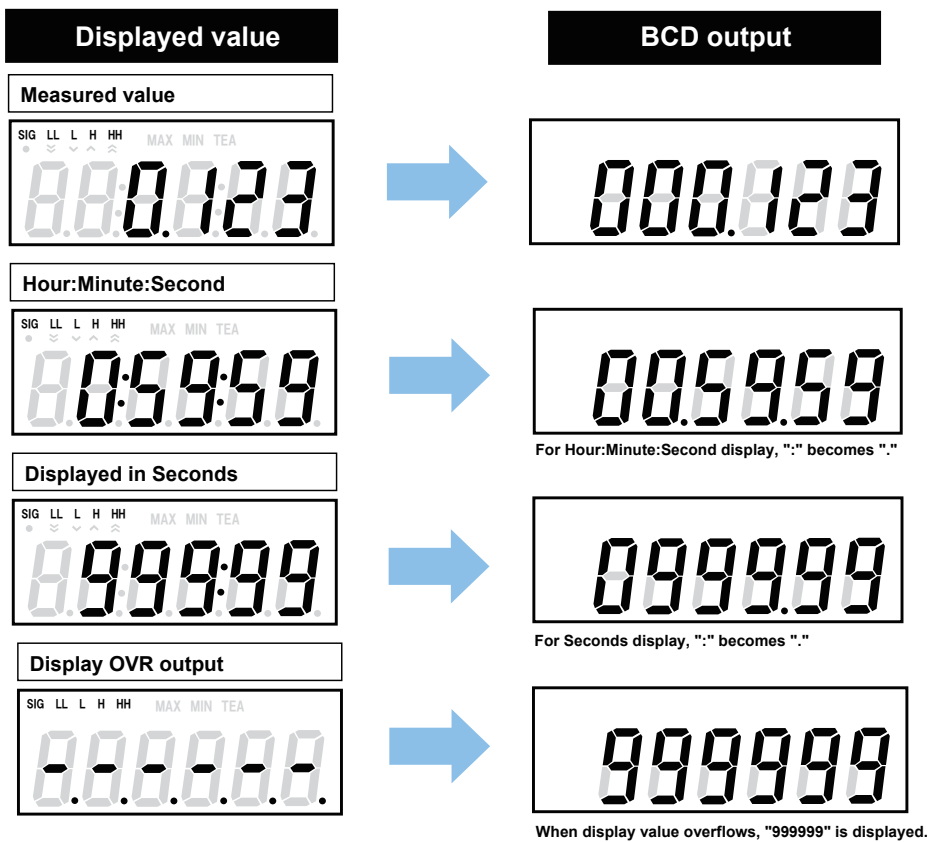 Displayed value
BCD output
Measured value
SIG LL L H HH MAX MIN TEA
0.123
000.123
Hour:Minute:Second
SIG LL L H HH MAX MIN TEA
0:59:59
00.59.59
For Hour:Minute:Second display, ":" becomes "."
Displayed in Seconds
SIG LL L H HH MAX MIN TEA
999:99
0999.99
For Seconds display, ":" becomes "."
Display OVR output
SIG LL L H HH MAX MIN TEA
-.-.-.-.-.-.
999999
When display value overflows, "999999" is displayed.